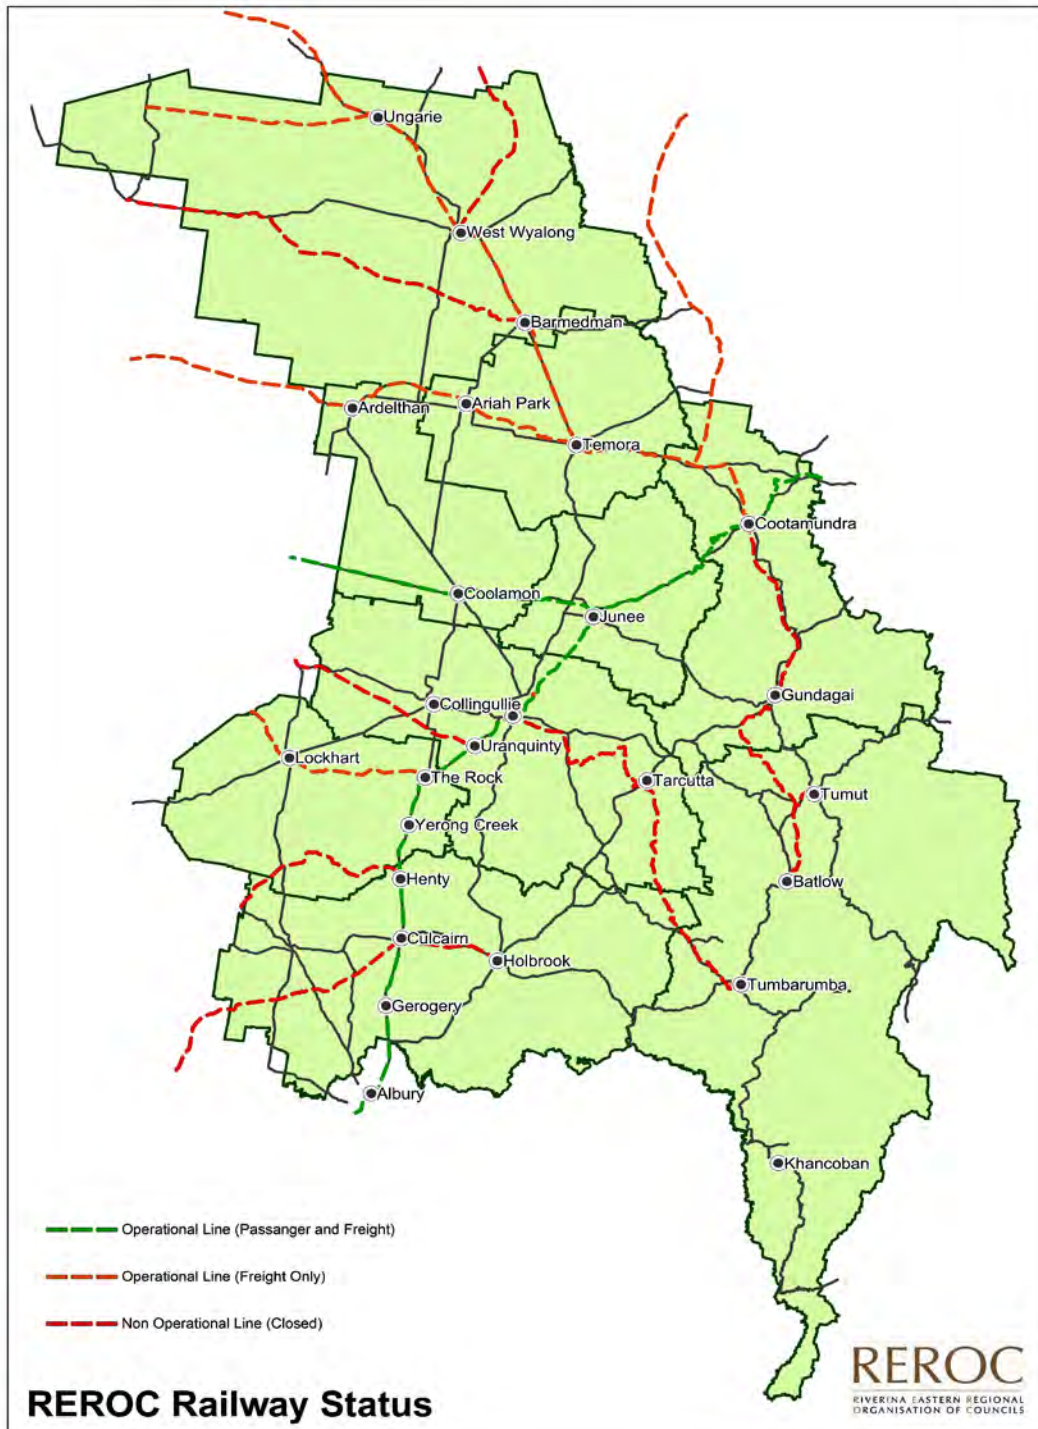 Ungarie
West Wyalong
Barmedman
Ardelthan
Ariah Park
Temora
Cootamundra
Coolamon
Junee
Gundagai
Collingullie
Uranquinty
Lockhart
The Rock
Tarcutta
Tumut
Yerong Creek
Henty
Batlow
Culcairn
Holbrook
Tumbarumba
Gerogery
Albury
Khancoban
Operational Line (Passanger and Freight)
Operational Line (Freight Only)
Non Operational Line (Closed)
REROC Railway Status
REROC
RIVERINA EASTERN REGIONAL
ORGANISATION OF COUNCILS